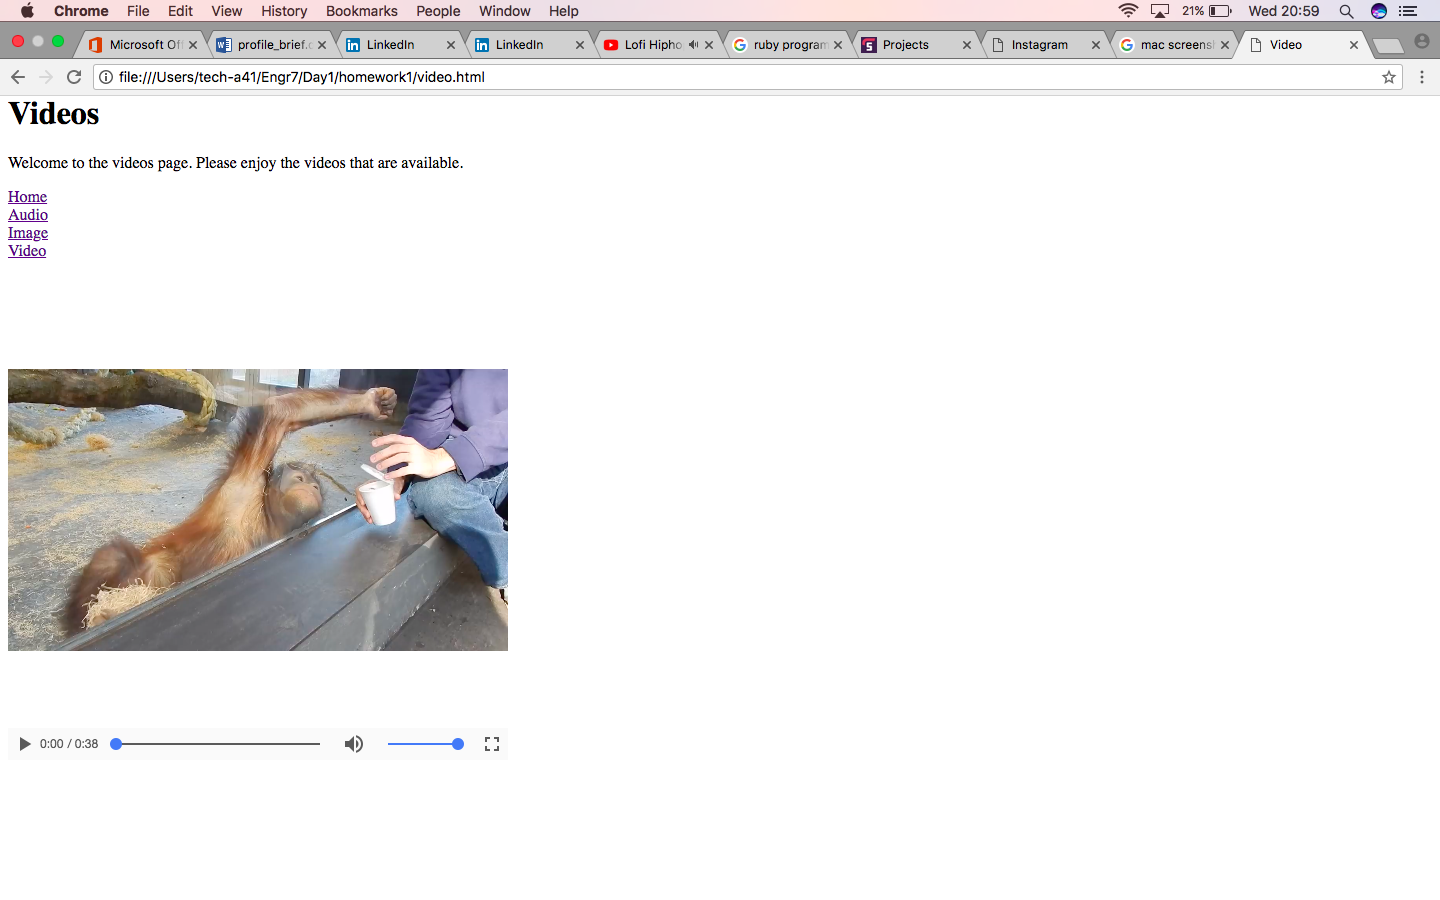 Chrome File Edit View History Bookmarks People Window Help 21% Wed 20:59
Microsoft Off profile_brief.d LinkedIn LinkedIn Lofi Hipho ruby program Projects Instagram mac screensh Video
file:///Users/tech-a41/Engr7/Day1/homework1/video.html
Videos
Welcome to the videos page. Please enjoy the videos that are available.
Home
Audio
Image
Video
0:00 / 0:38